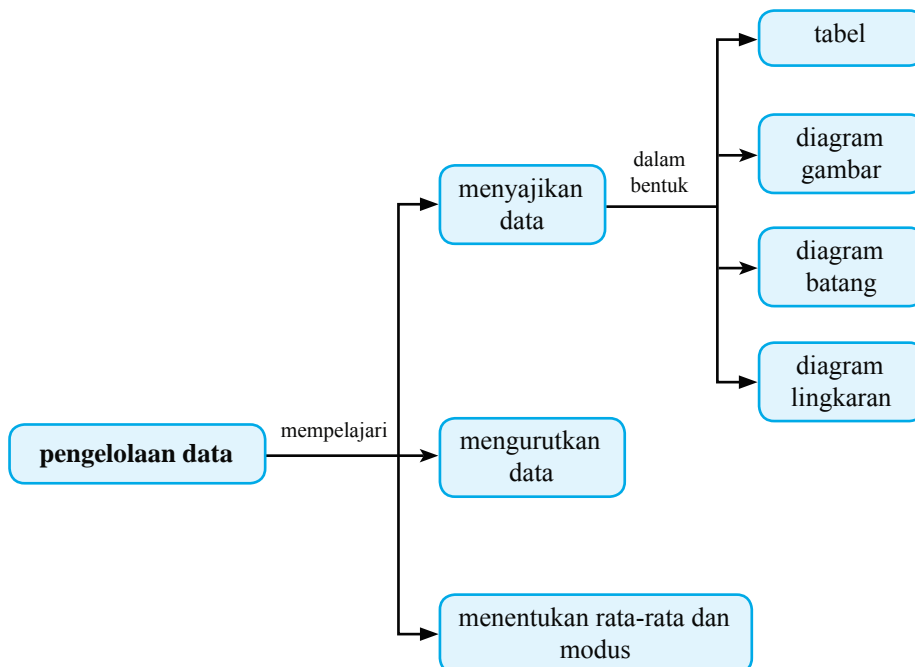 tabel
diagram
gambar
dalam
bentuk
menyajikan
data
diagram
batang
diagram
lingkaran
mempelajari
pengelolaan data
mengurutkan
data
menentukan rata-rata dan
modus